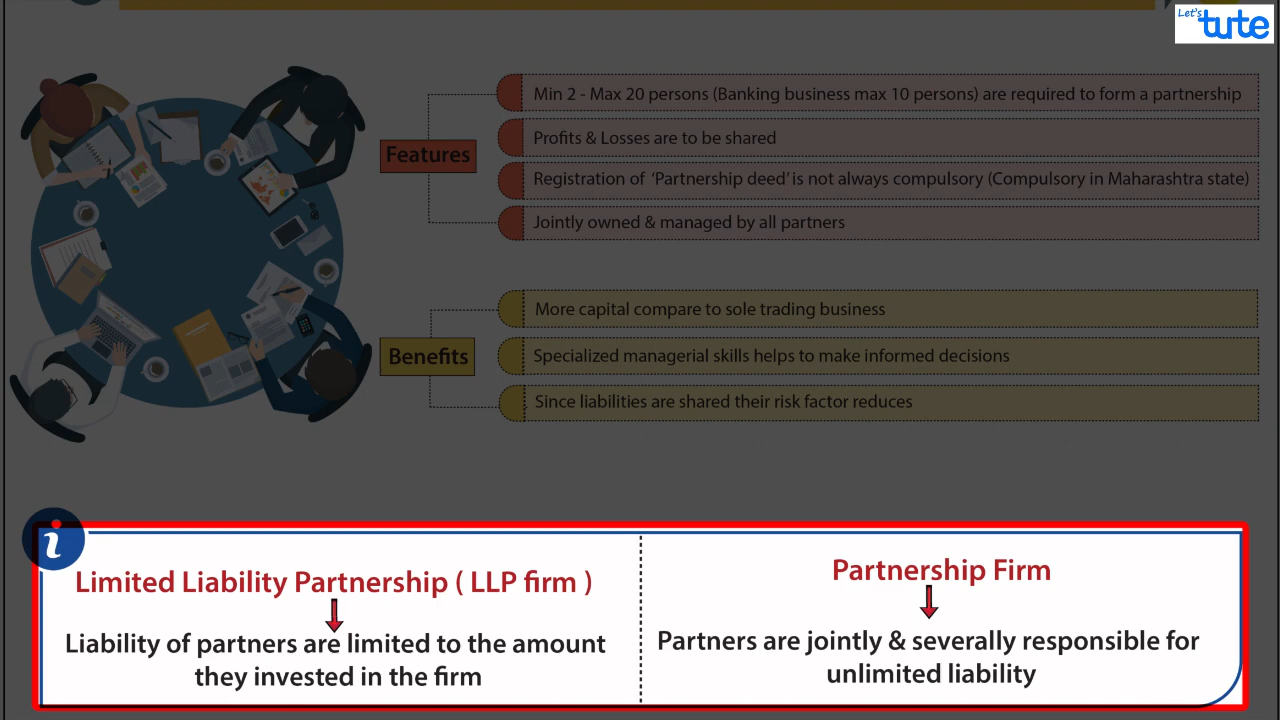 Let's
tute
Features
Min 2 - Max 20 persons (Banking business max 10 persons) are required to form a partnership
Profits & Losses are to be shared
Registration of ‘Partnership deed’ is not always compulsory (Compulsory in Maharashtra state)
Jointly owned & managed by all partners
Benefits
More capital compare to sole trading business
Specialized managerial skills helps to make informed decisions
Since liabilities are shared their risk factor reduces
i
Limited Liability Partnership ( LLP firm )
Liability of partners are limited to the amount
they invested in the firm
Partnership Firm
Partners are jointly & severally responsible for
unlimited liability